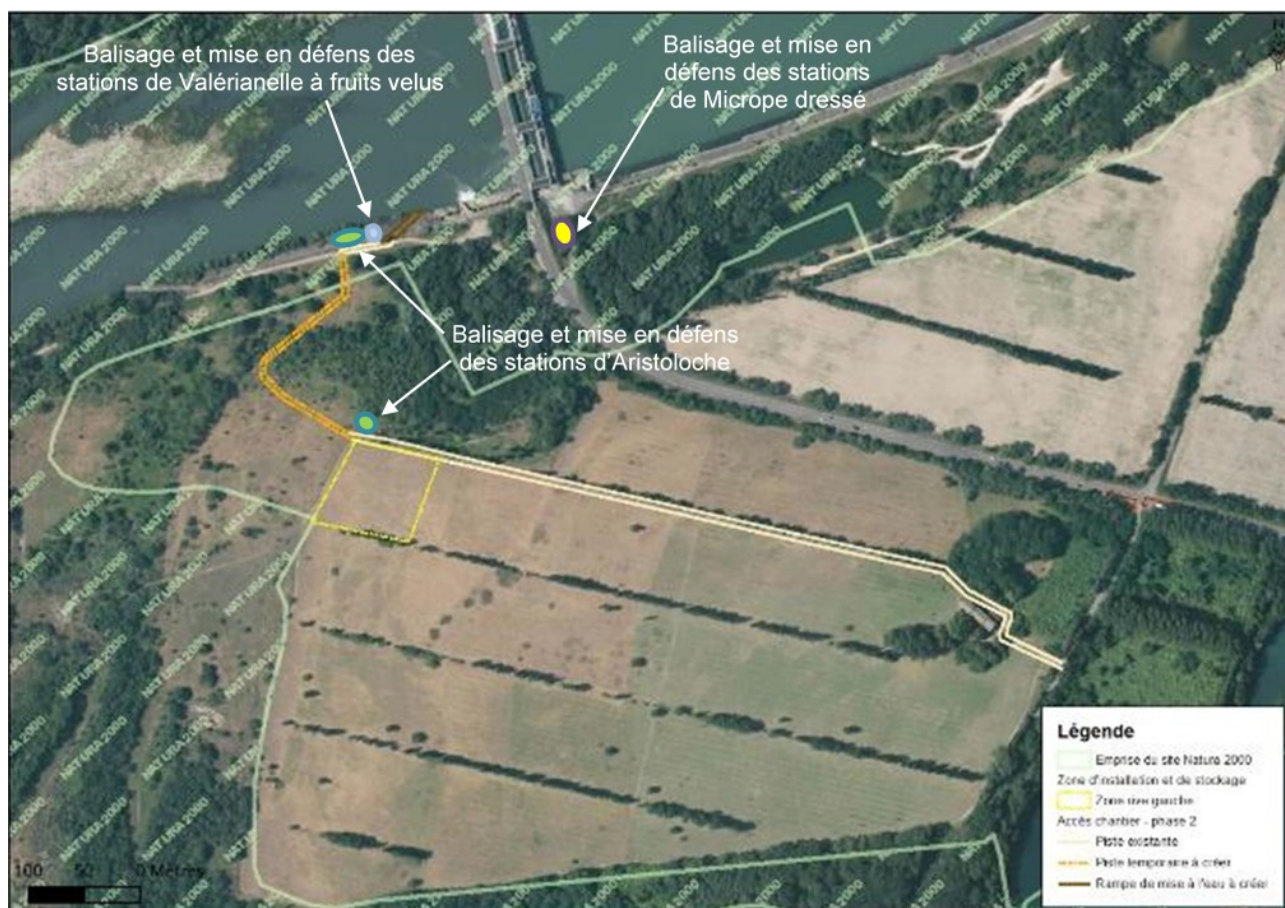 Balisage et mise en défens des
stations de Valérianelle à fruits velus
Balisage et mise en
défens des stations
de Micrope dressé
Balisage et mise en défens
des stations d'Aristoloche
NATURA 2000
Légende
Emprise du site Natura 2000
Zone d'installation et de stockage
Zone rive gauche
Accès chantier - phase 2
Piste existante
Piste temporaire à créer
Rampe de mise à l'eau à créer
100 50 0 Mètres